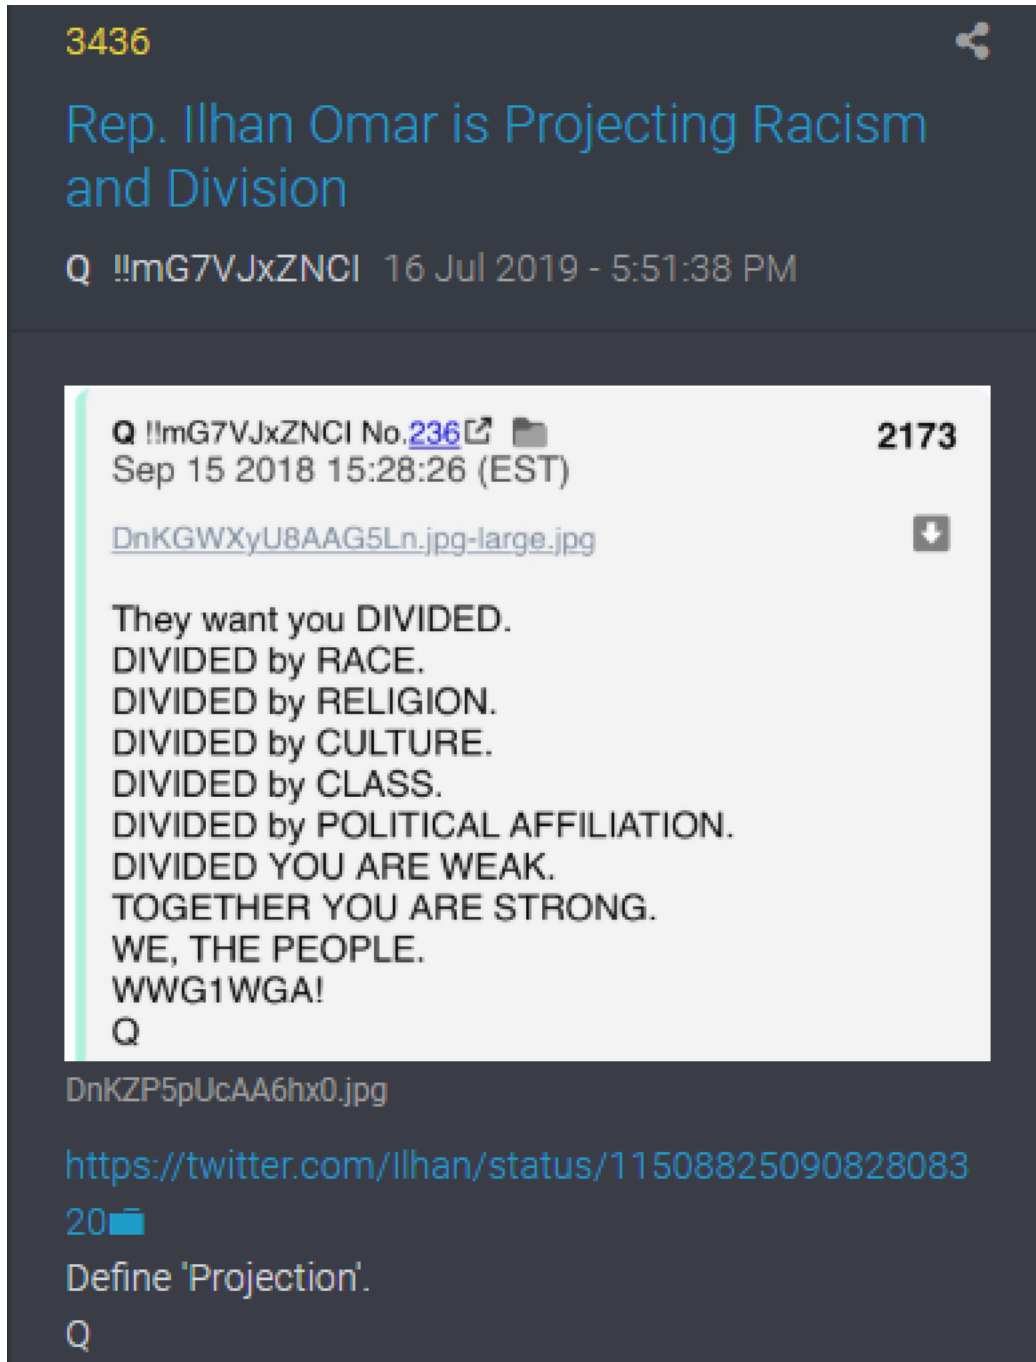 3436
Rep. Ilhan Omar is Projecting Racism
and Division
Q !!mG7VJxZNCI 16 Jul 2019 - 5:51:38 PM
Q !!mG7VJxZNCI No.236 2173
Sep 15 2018 15:28:26 (EST)
DnKGWXyU8AAG5Ln.jpg-large.jpg
They want you DIVIDED.
DIVIDED by RACE.
DIVIDED by RELIGION.
DIVIDED by CULTURE.
DIVIDED by CLASS.
DIVIDED by POLITICAL AFFILIATION.
DIVIDED YOU ARE WEAK.
TOGETHER YOU ARE STRONG.
WE, THE PEOPLE.
WWG1WGA!
Q
DnKZP5pUcAA6hx0.jpg
https://twitter.com/Ilhan/status/11508825090828083
20
Define 'Projection'.
Q